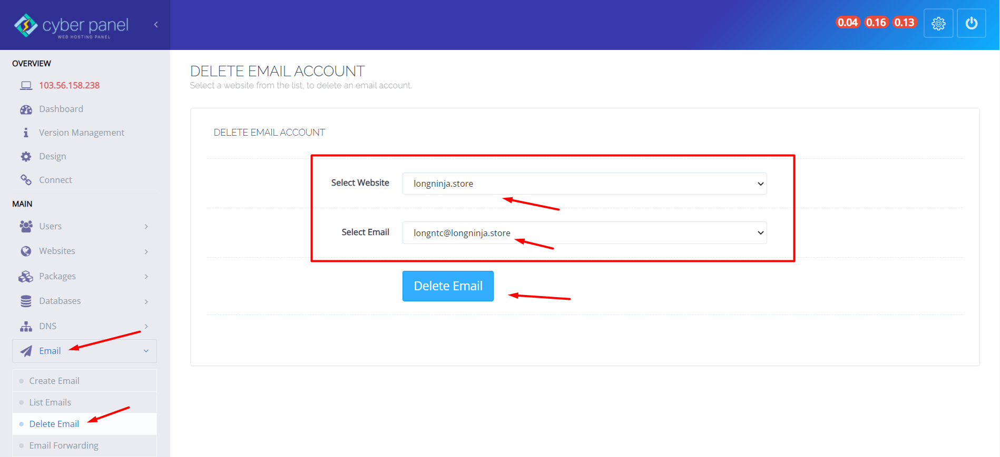 cyber panel
WEB HOSTING PANEL
0.04 0.16 0.13
OVERVIEW
103.56.158.238
Dashboard
Version Management
Design
Connect
MAIN
Users
Websites
Packages
Databases
DNS
Email
Create Email
List Emails
Delete Email
Email Forwarding
DELETE EMAIL ACCOUNT
Select a website from the list, to delete an email account.
DELETE EMAIL ACCOUNT
Select Website longninja.store
Select Email longntc@longninja.store
Delete Email